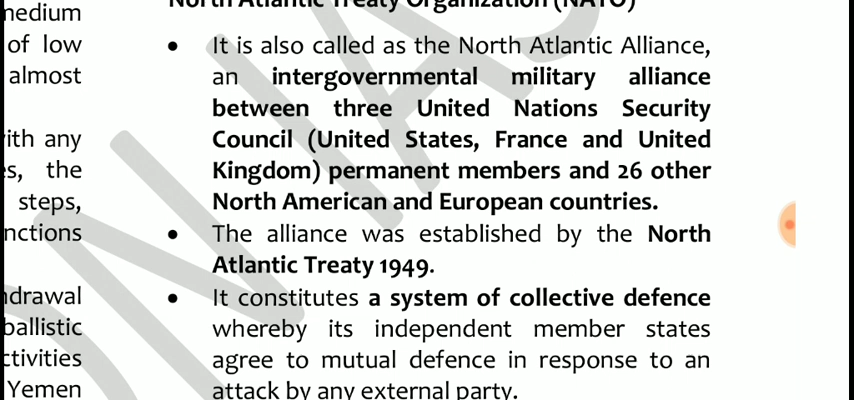 nedium
of low
almost
ith any
s, the
steps,
nctions
drawal
ballistic
ctivities
Yemen
North Atlantic Treaty Organization (NATO)
• It is also called as the North Atlantic Alliance,
an intergovernmental military alliance
between three United Nations Security
Council (United States, France and United
Kingdom) permanent members and 26 other
North American and European countries.
• The alliance was established by the North
Atlantic Treaty 1949.
• It constitutes a system of collective defence
whereby its independent member states
agree to mutual defence in response to an
attack by any external party.